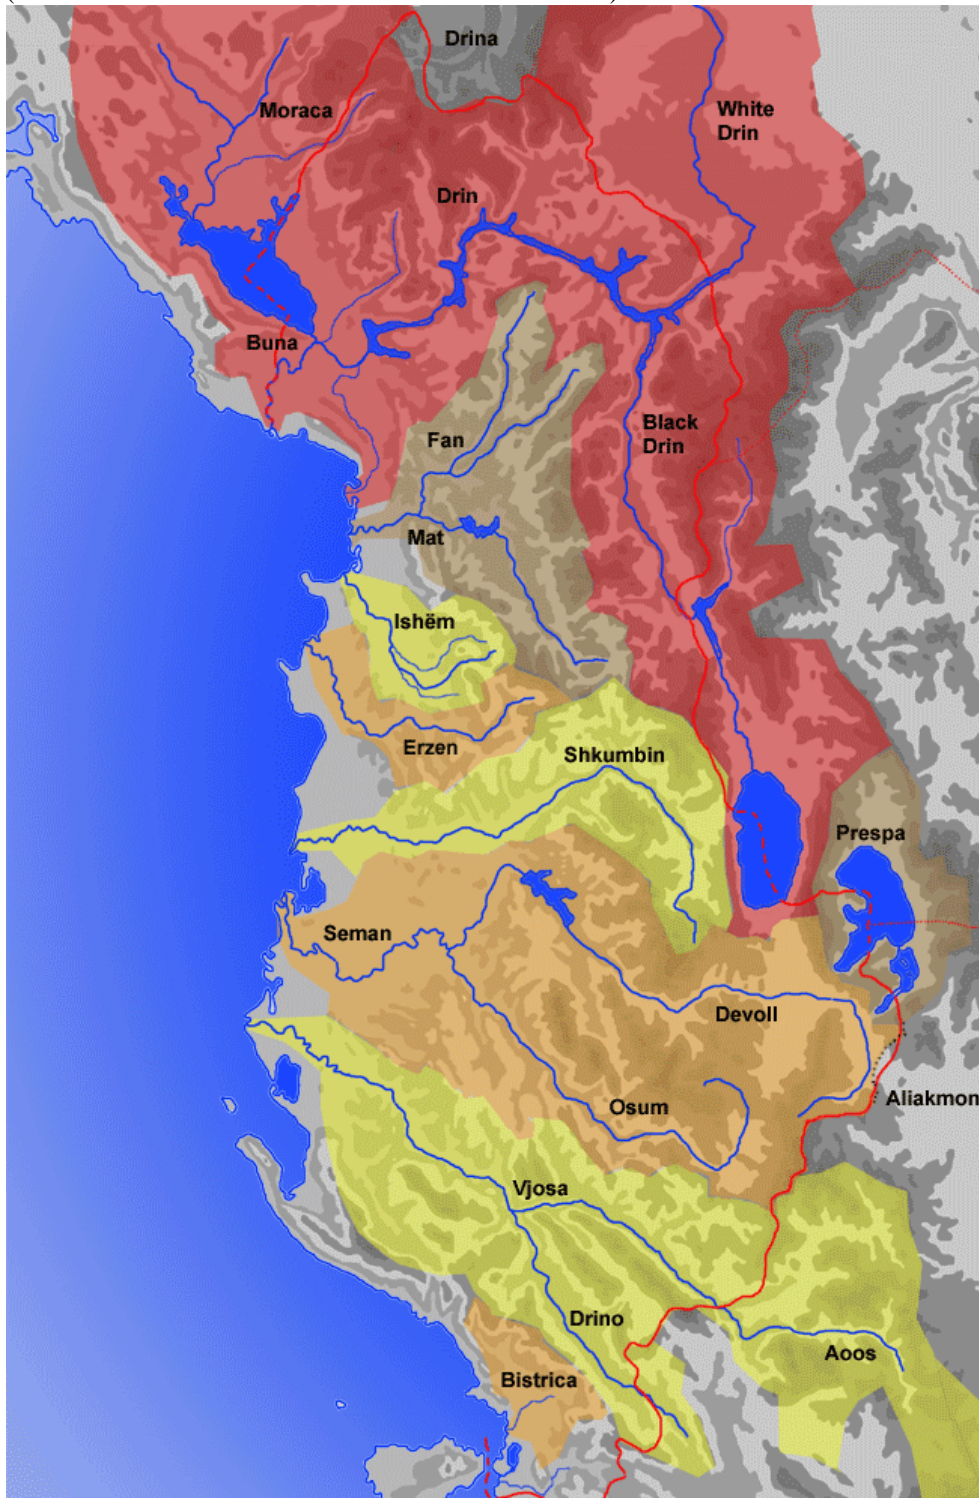 Drina
Moraca
White
Drin
Drin
Buna
Black
Drin
Fan
Mat
Ishëm
Erzen
Shkumbin
Prespa
Seman
Devoll
Aliakmon
Osum
Vjosa
Drino
Aoos
Bistrica